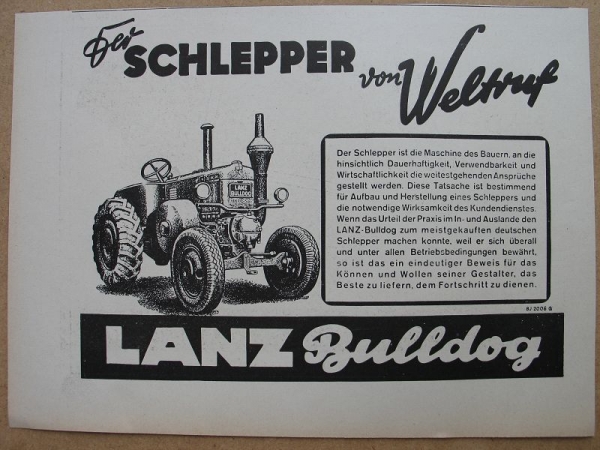 Der SCHLEPPER von Weltruf
Der Schlepper ist die Maschine des Bauern, an die
hinsichtlich Dauerhaftigkeit, Verwendbarkeit und
Wirtschaftlichkeit die weitestgehenden Ansprüche
gestellt werden. Diese Tatsache ist bestimmend
für Aufbau und Herstellung eines Schleppers und
die notwendige Wirksamkeit des Kundendienstes.
Wenn das Urteil der Praxis im In- und Auslande den
LANZ-Bulldog zum meistgekauften deutschen
Schlepper machen konnte, weil er sich überall
und unter allen Betriebsbedingungen bewährt,
so ist das ein eindeutiger Beweis für das
Können und Wollen seiner Gestalter, das
Beste zu liefern, dem Fortschritt zu dienen.
LANZ
BULLDOG
LANZ Bulldog